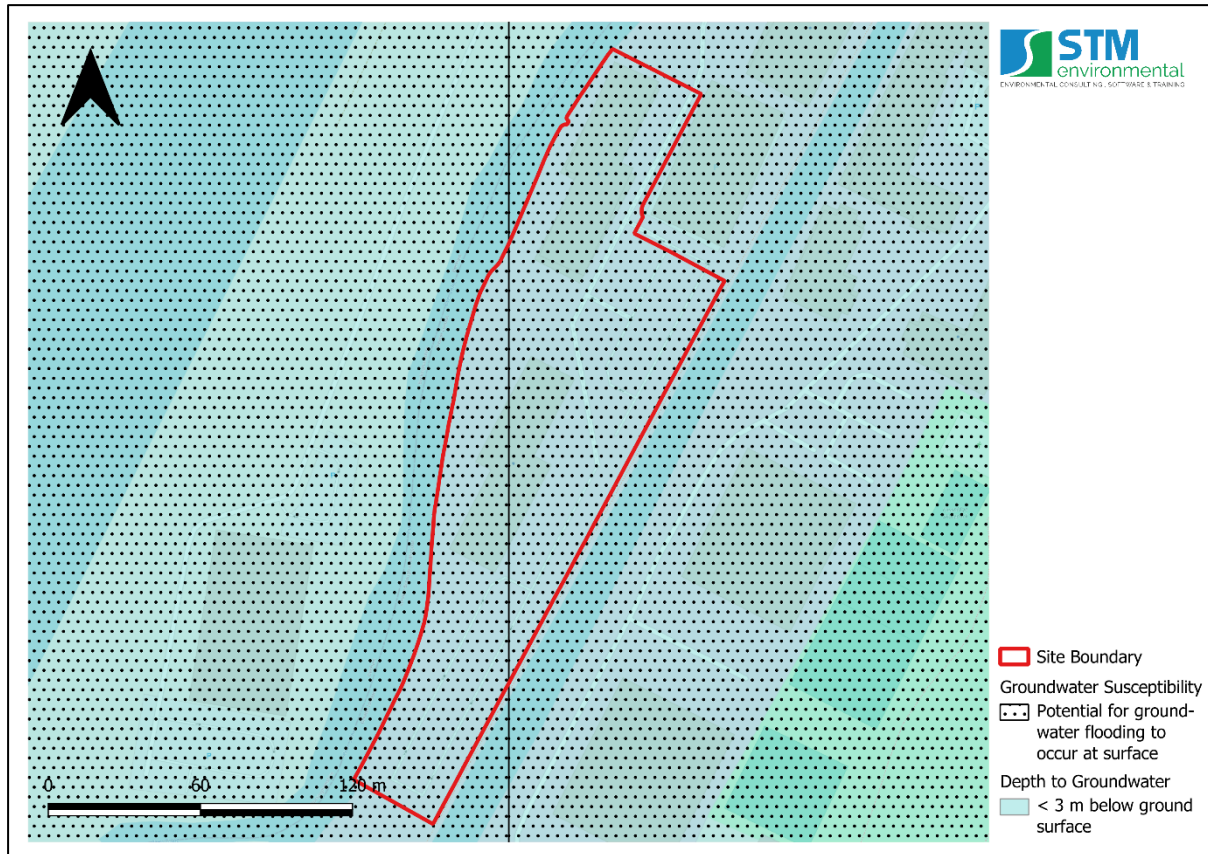 STM
environmental
ENVIRONMENTAL CONSULTING, SOFTWARE & TRAINING
Site Boundary
Groundwater Susceptibility
Potential for ground-
water flooding to
occur at surface
Depth to Groundwater
< 3 m below ground
surface
0 60 120 m